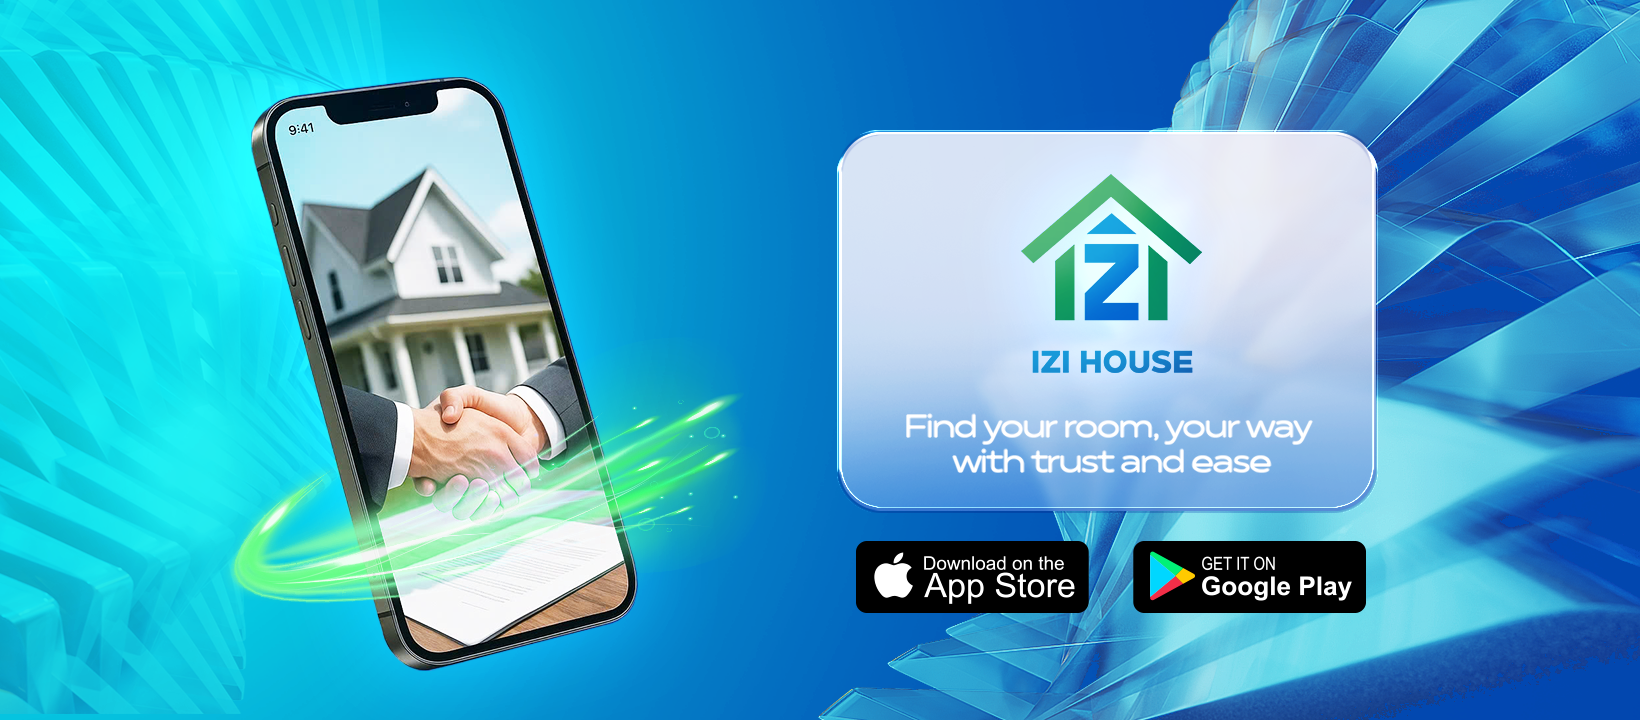 9:41
IZI
IZI HOUSE
Find your room, your way
with trust and ease
Download on the
App Store
GET IT ON
Google Play